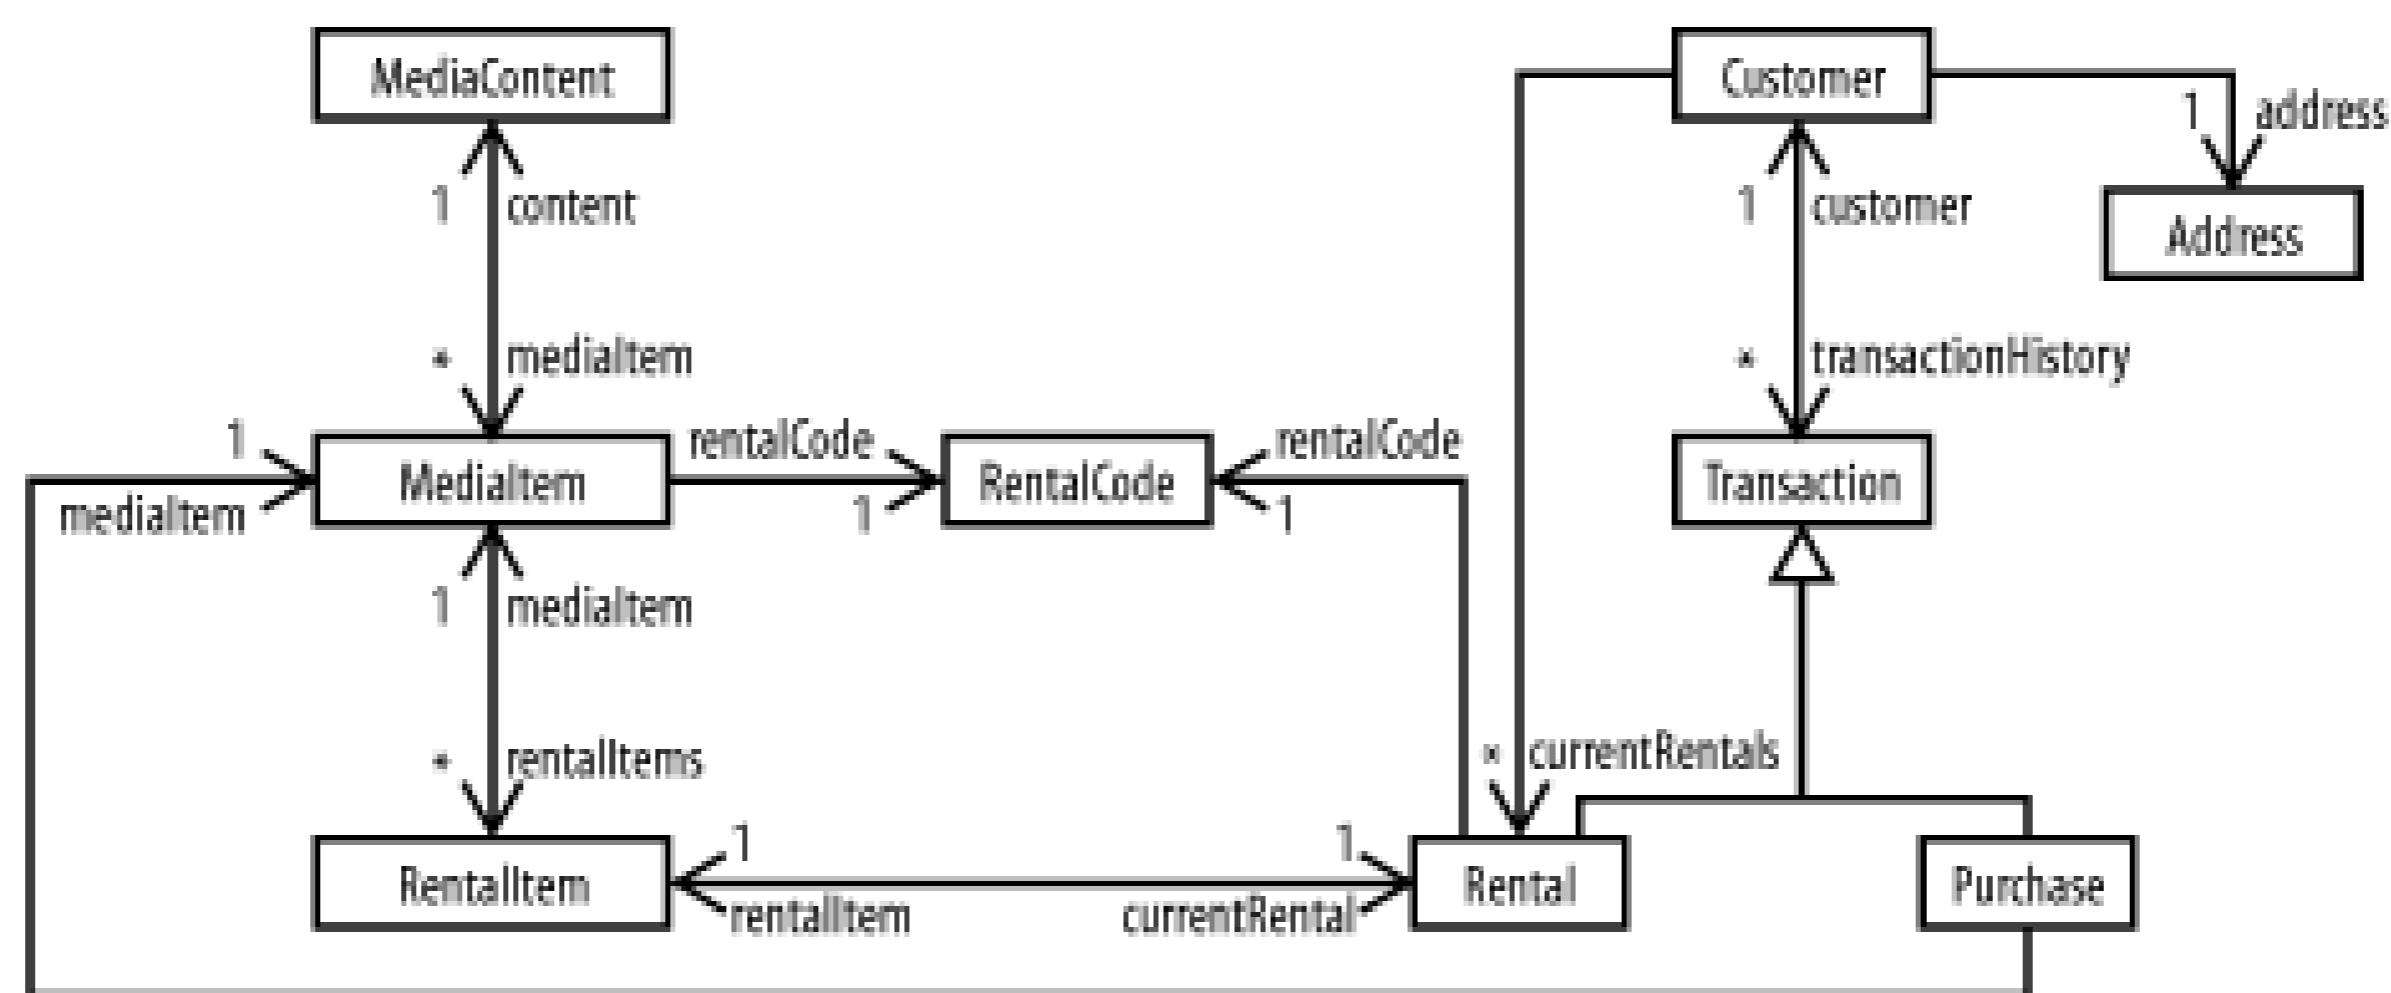 MediaContent
Customer
1 address
1 content
1 customer
Address
* mediaItem
* transactionHistory
1
rentalCode
rentalCode
MediaItem
RentalCode
Transaction
mediaItem
1
1
1 mediaItem
* rentalItems
* currentRentals
1
1
RentalItem
Rental
Purchase
rentalItem
currentRental